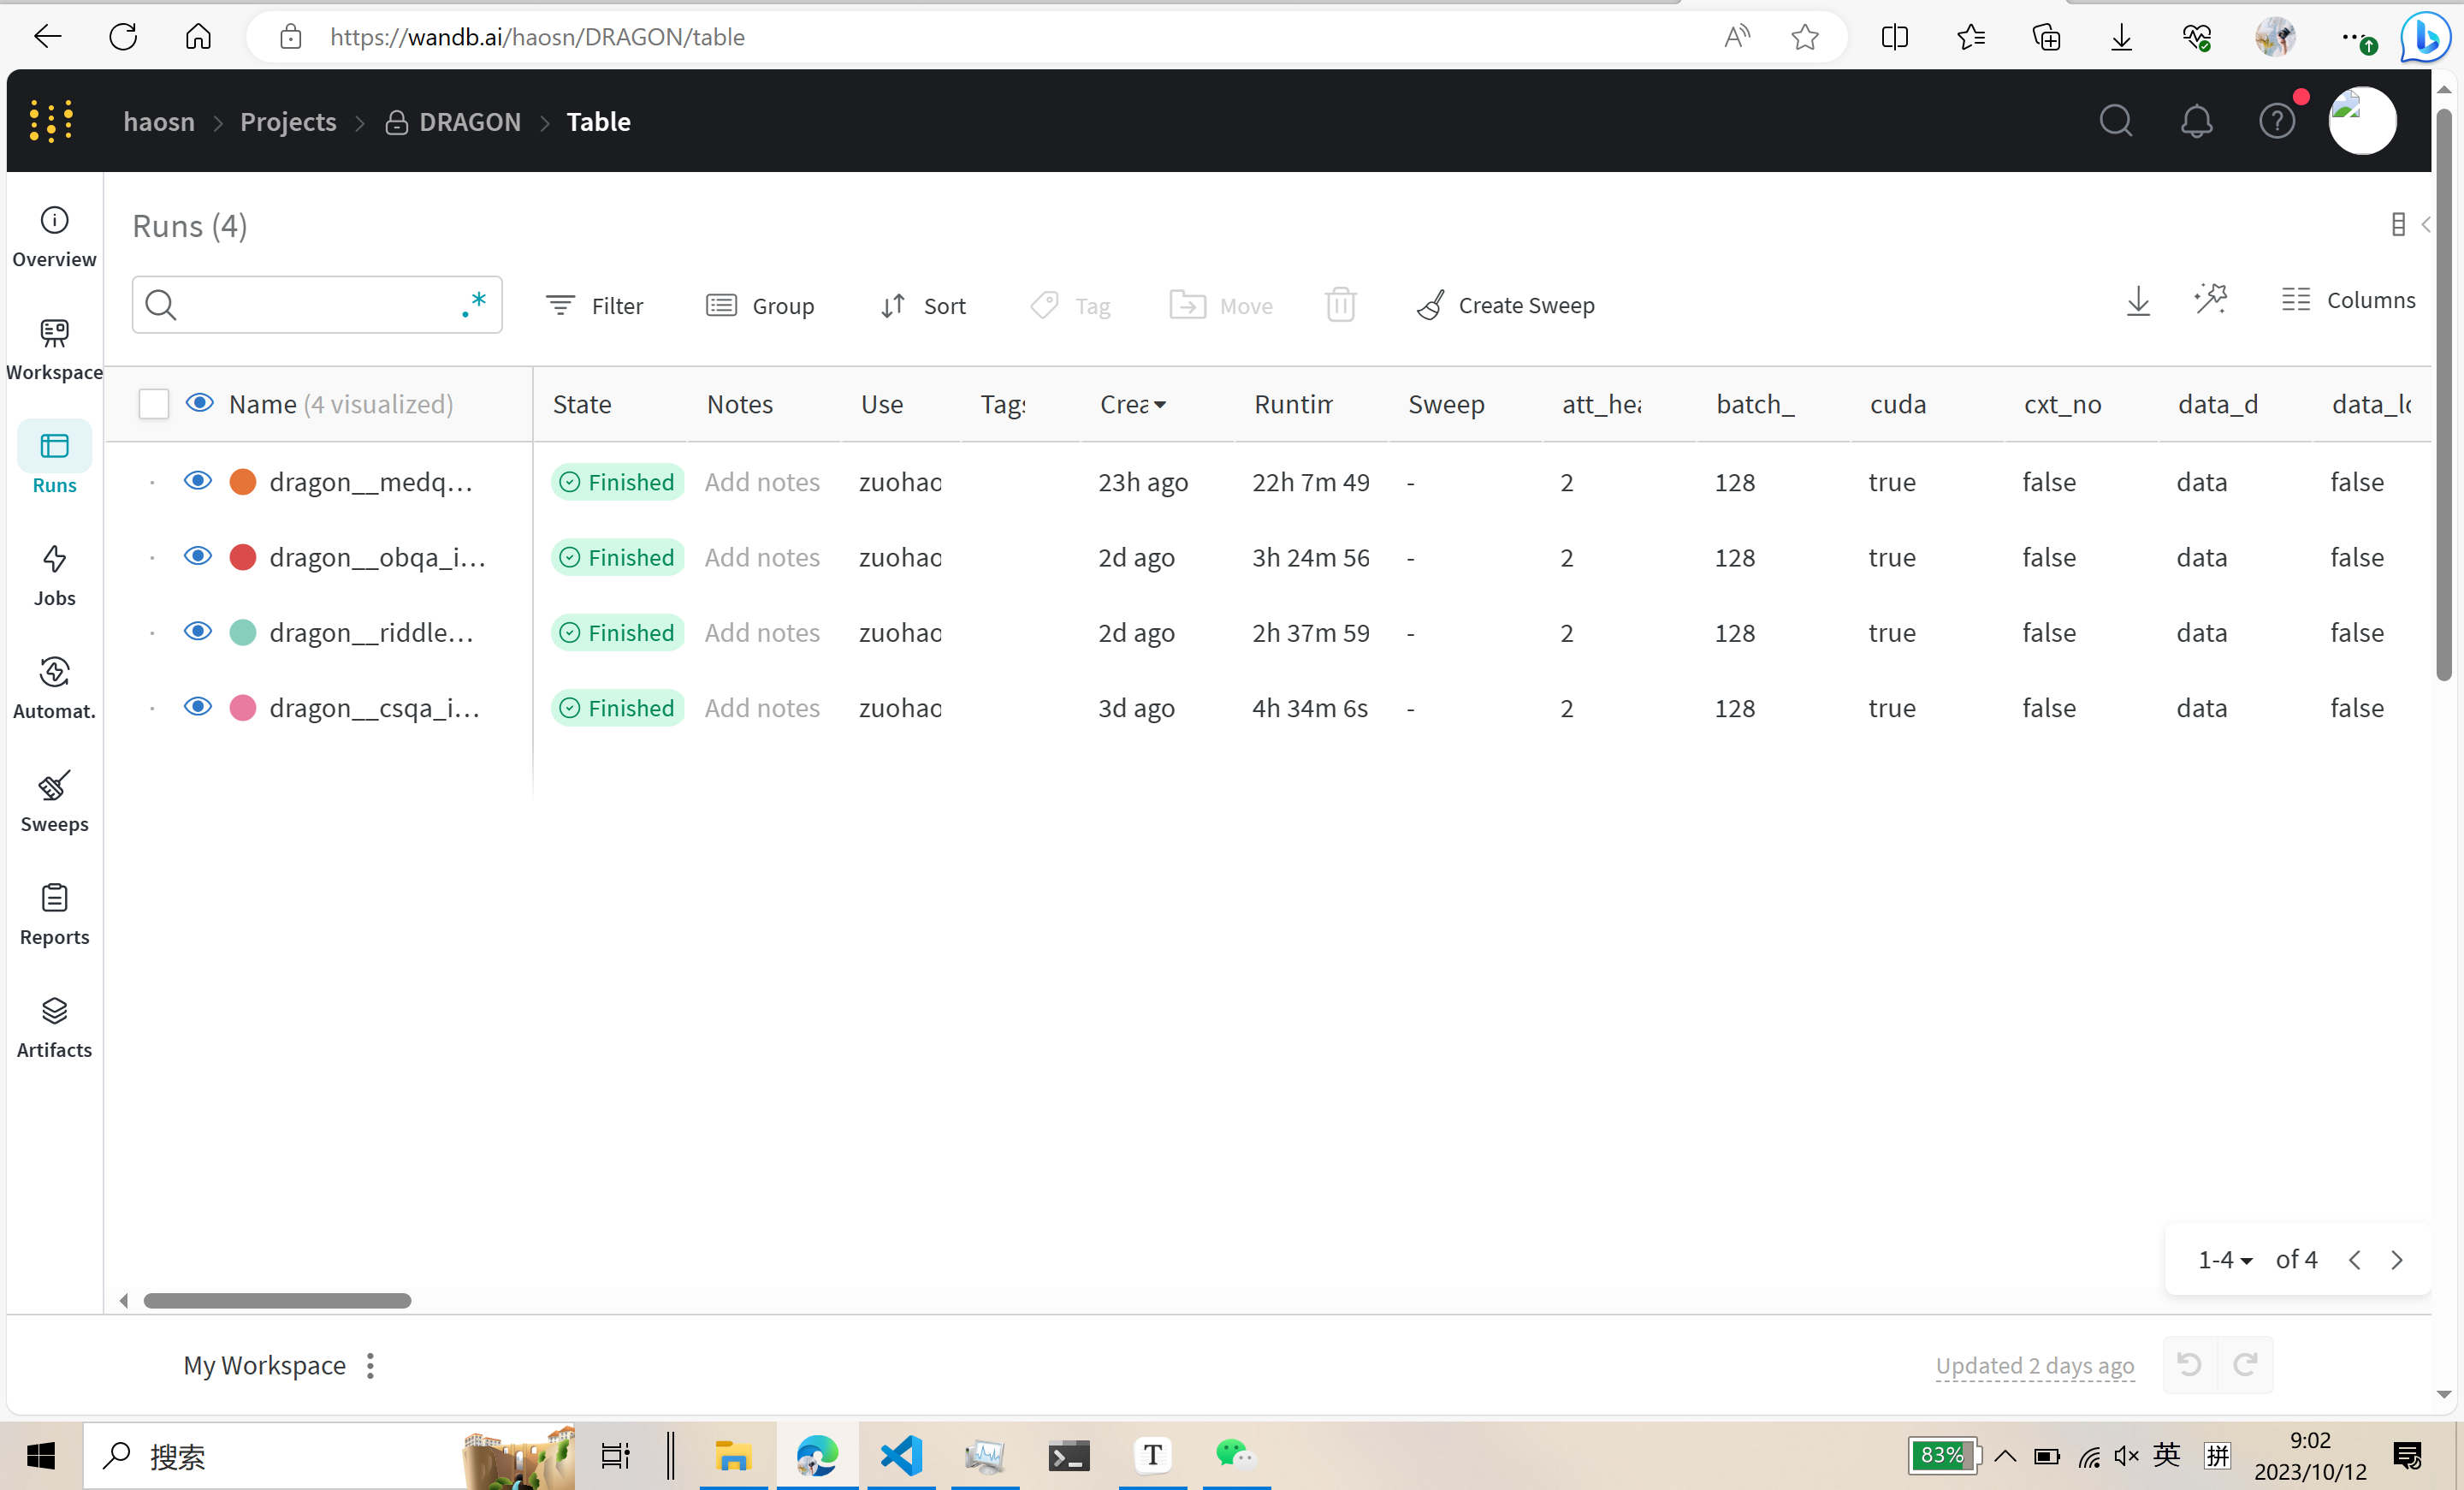 https://wandb.ai/haosn/DRAGON/table
haosn > Projects > DRAGON > Table
Runs (4)
Filter Group Sort Tag Move Create Sweep Columns
Name (4 visualized) State Notes Use Tags Crea Runtim Sweep att_hea batch_ cuda cxt_no data_d data_lo
dragon__medq... Finished Add notes zuohao 23h ago 22h 7m 49 - 2 128 true false data false
dragon__obqa_i... Finished Add notes zuohao 2d ago 3h 24m 56 - 2 128 true false data false
dragon__riddle... Finished Add notes zuohao 2d ago 2h 37m 59 - 2 128 true false data false
dragon__csqa_i... Finished Add notes zuohao 3d ago 4h 34m 6s - 2 128 true false data false
Overview
Workspace
Runs
Jobs
Automat.
Sweeps
Reports
Artifacts
1-4 of 4
My Workspace
Updated 2 days ago
搜索
T
83%
英
拼
9:02
2023/10/12